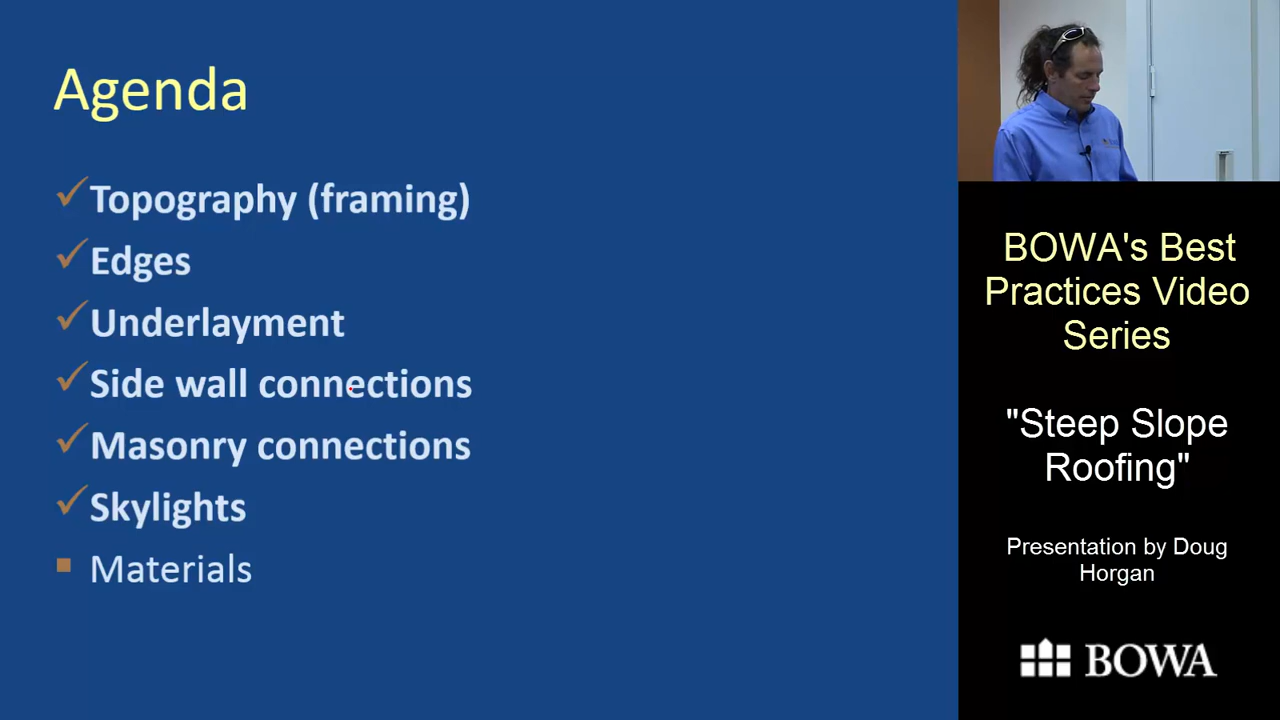 Agenda
Topography (framing)
Edges
Underlayment
Side wall connections
Masonry connections
Skylights
Materials
BOWA's Best
Practices Video
Series
"Steep Slope
Roofing"
Presentation by Doug
Horgan
BOWA